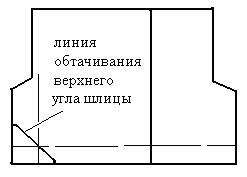 линия
обтачивания
верхнего
угла шлицы